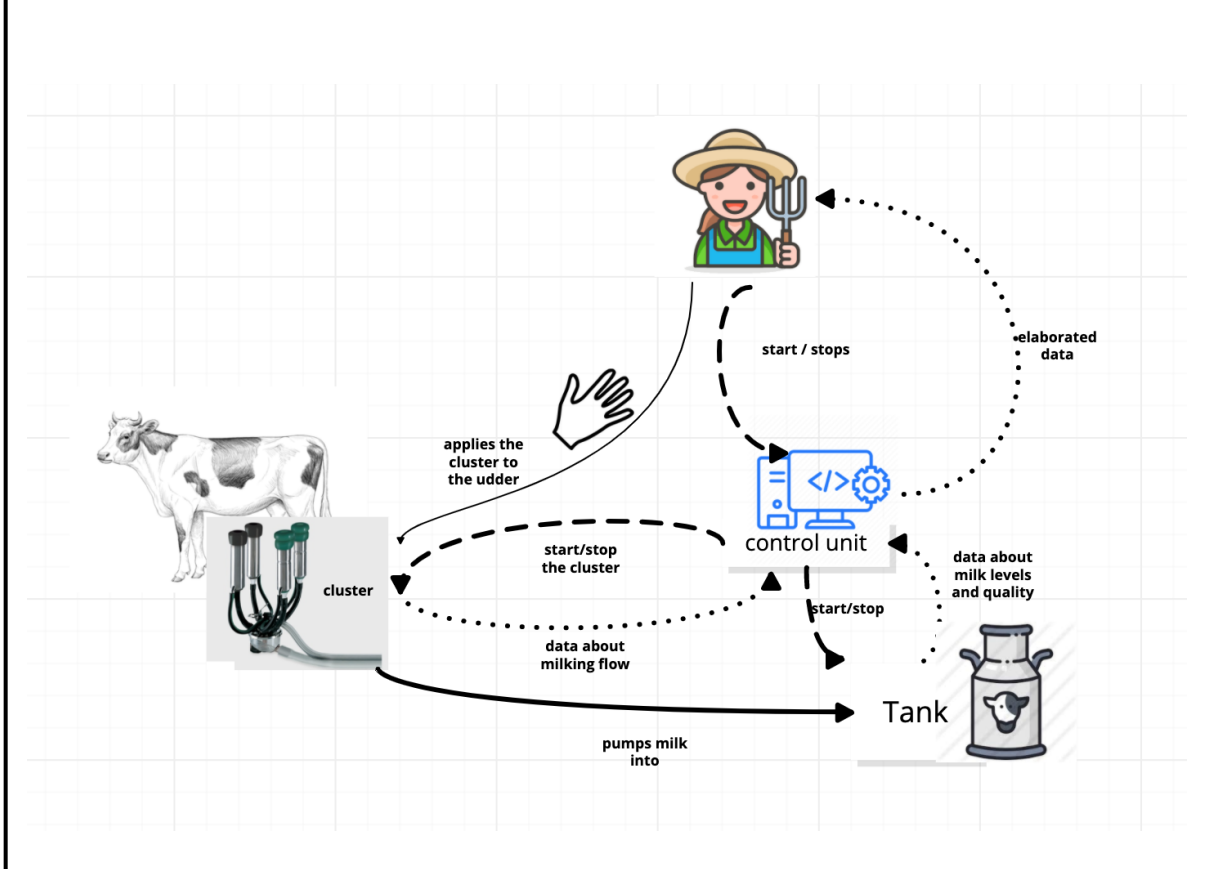 start / stops
elaborated
data
applies the
cluster to
the udder
</>
control unit
start/stop
the cluster
data about
milk levels
and quality
cluster
start/stop
data about
milking flow
Tank
pumps milk
into